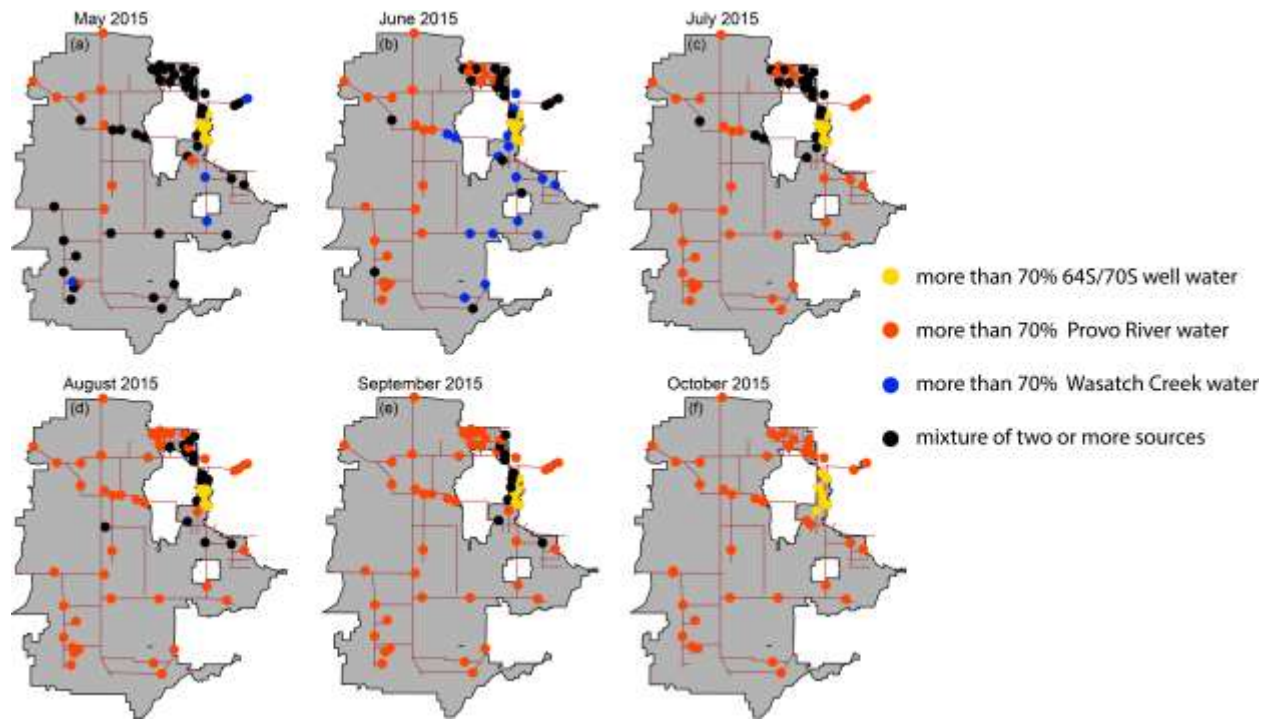 May 2015
June 2015
July 2015
(a)
(b)
(c)
more than 70% 64S/70S well water
more than 70% Provo River water
more than 70% Wasatch Creek water
mixture of two or more sources
August 2015
September 2015
October 2015
(d)
(e)
(f)